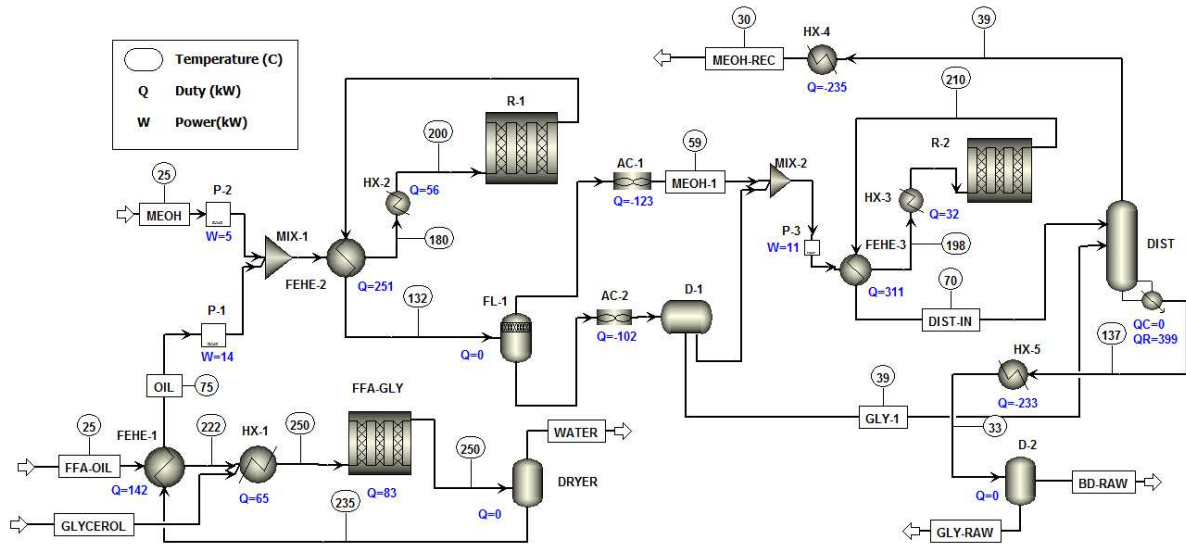 Temperature (C)
Q Duty (kW)
W Power(kW)
30
HX-4
39
MEOH-REC
Q=-235
R-1
210
R-2
200
HX-2
Q=56
25
P-2
MEOH
W=5
MIX-1
180
FEHE-2
Q=251
AC-1
59
MEOH-1
Q=-123
MIX-2
HX-3
Q=32
P-3
W=11
FEHE-3
198
Q=311
DIST
QC=0
QR=399
132
FL-1
Q=0
AC-2
Q=-102
D-1
70
DIST-IN
137
HX-5
Q=-233
P-1
W=14
OIL
75
FFA-GLY
39
GLY-1
33
25
FEHE-1
222
HX-1
250
FFA-OIL
Q=142
Q=65
Q=83
250
WATER
DRYER
Q=0
D-2
Q=0
BD-RAW
235
GLYCEROL
GLY-RAW